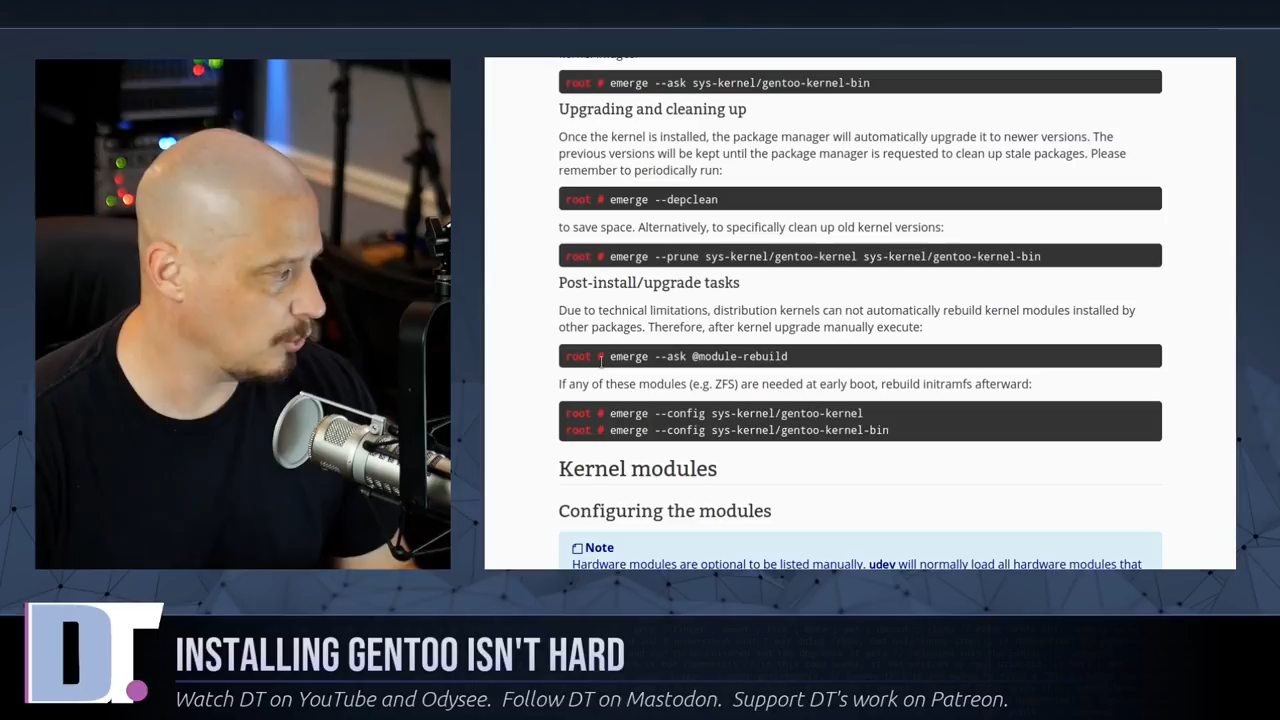 root # emerge --ask sys-kernel/gentoo-kernel-bin
Upgrading and cleaning up
Once the kernel is installed, the package manager will automatically upgrade it to newer versions. The
previous versions will be kept until the package manager is requested to clean up stale packages. Please
remember to periodically run:
root # emerge --depclean
to save space. Alternatively, to specifically clean up old kernel versions:
root # emerge --prune sys-kernel/gentoo-kernel sys-kernel/gentoo-kernel-bin
Post-install/upgrade tasks
Due to technical limitations, distribution kernels can not automatically rebuild kernel modules installed by
other packages. Therefore, after kernel upgrade manually execute:
root # emerge --ask @module-rebuild
If any of these modules (e.g. ZFS) are needed at early boot, rebuild initramfs afterward:
root # emerge --config sys-kernel/gentoo-kernel
root # emerge --config sys-kernel/gentoo-kernel-bin
Kernel modules
Configuring the modules
Note
Hardware modules are optional to be listed manually. udev will normally load all hardware modules that
DT.
INSTALLING GENTOO ISN'T HARD
Watch DT on YouTube and Odysee. Follow DT on Mastodon. Support DT's work on Patreon.